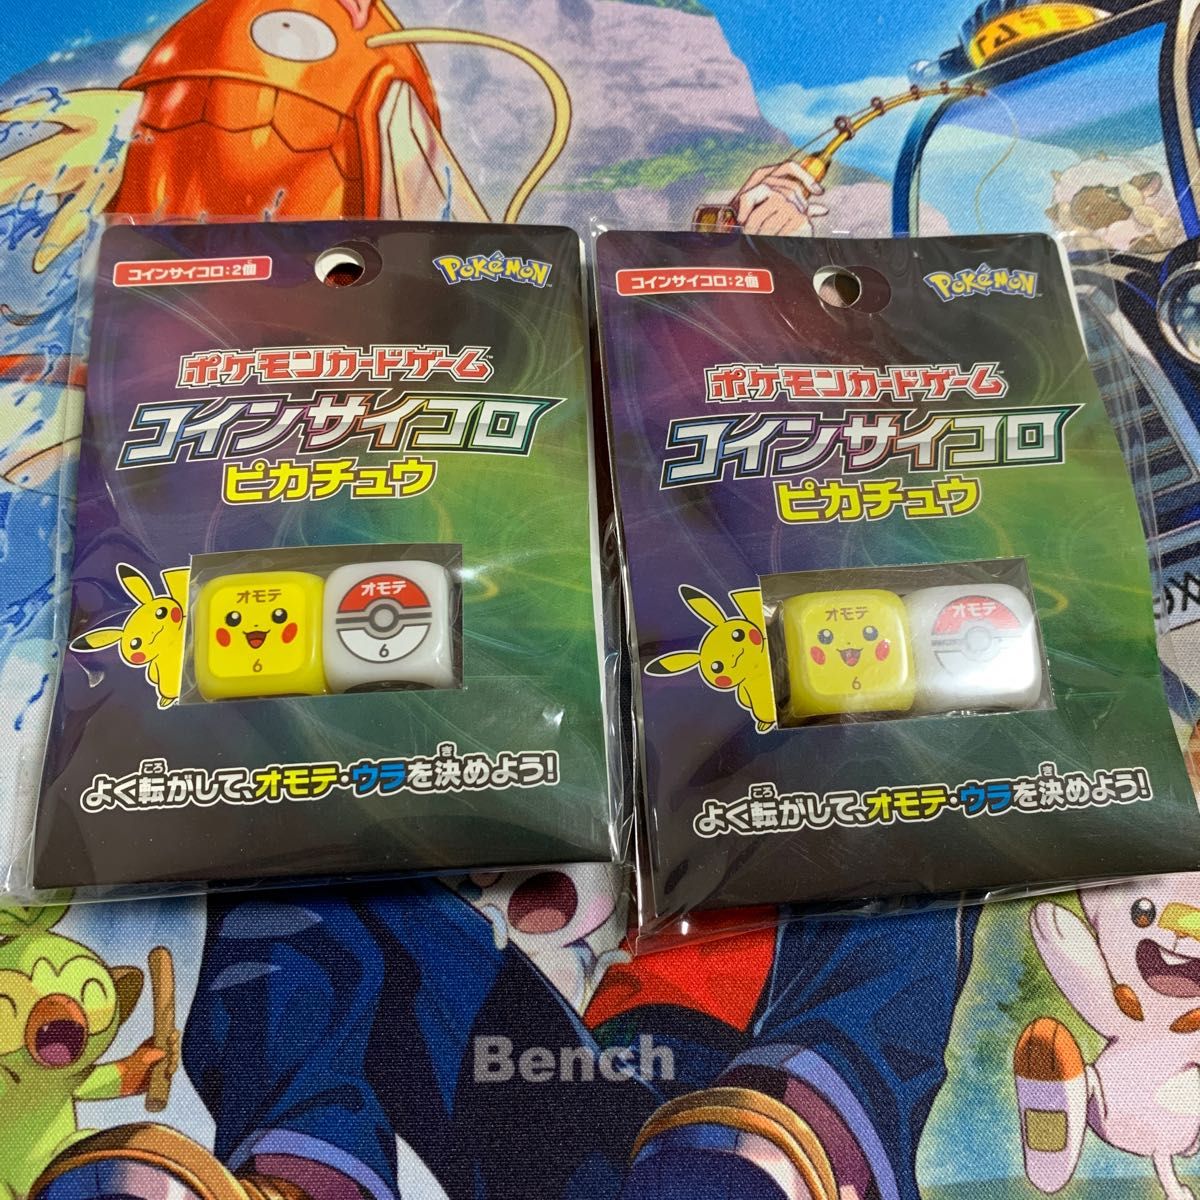 コインサイコロ:2個
POKéMON
ポケモンカードゲーム
コインサイコロ
ピカチュウ
オモテ
6
オモテ
6
よく転がして、オモテ・ウラを決めよう!
ころ
き
コインサイコロ:2個
POKéMON
ポケモンカードゲーム
コインサイコロ
ピカチュウ
オモテ
6
オモテ
よく転がして、オモテ・ウラを決めよう!
ころ
き
Bench